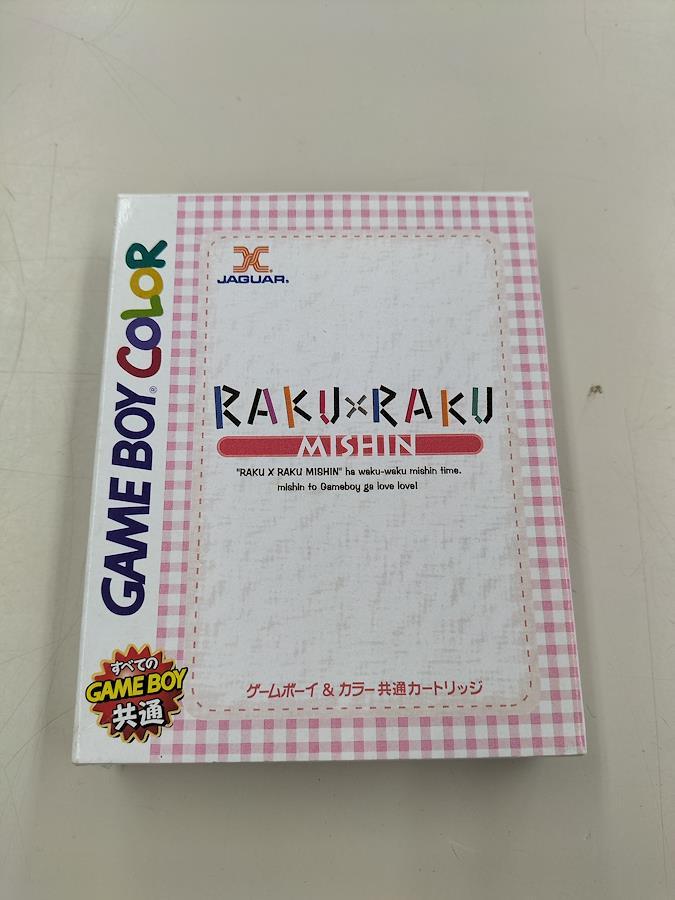 JAGUAR®
RAKU×RAKU
MISHIN
"RAKU X RAKU MISHIN" ha waku-waku mishin time.
mishin to Gameboy ga love love!
ゲームボーイ & カラー共通カートリッジ
GAME BOY® COLOR
すべての
GAME BOY
共通